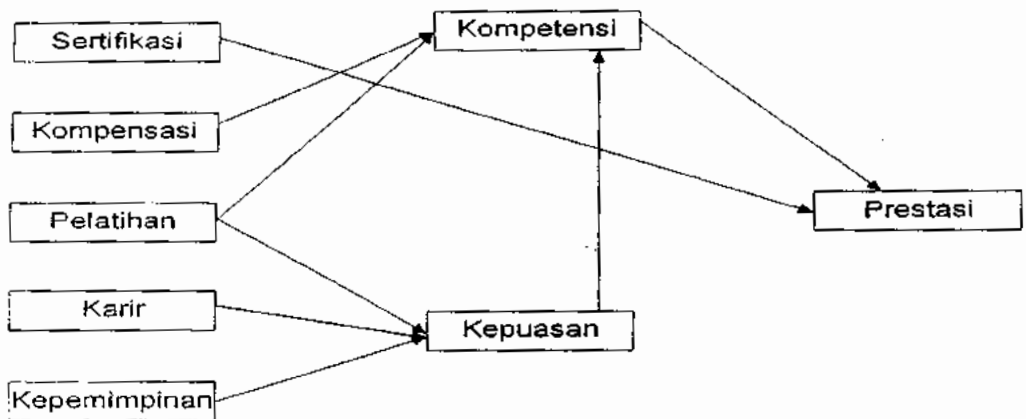 Sertifikasi
Kompetensi
Kompensasi
Pelatihan
Prestasi
Karir
Kepuasan
Kepemimpinan